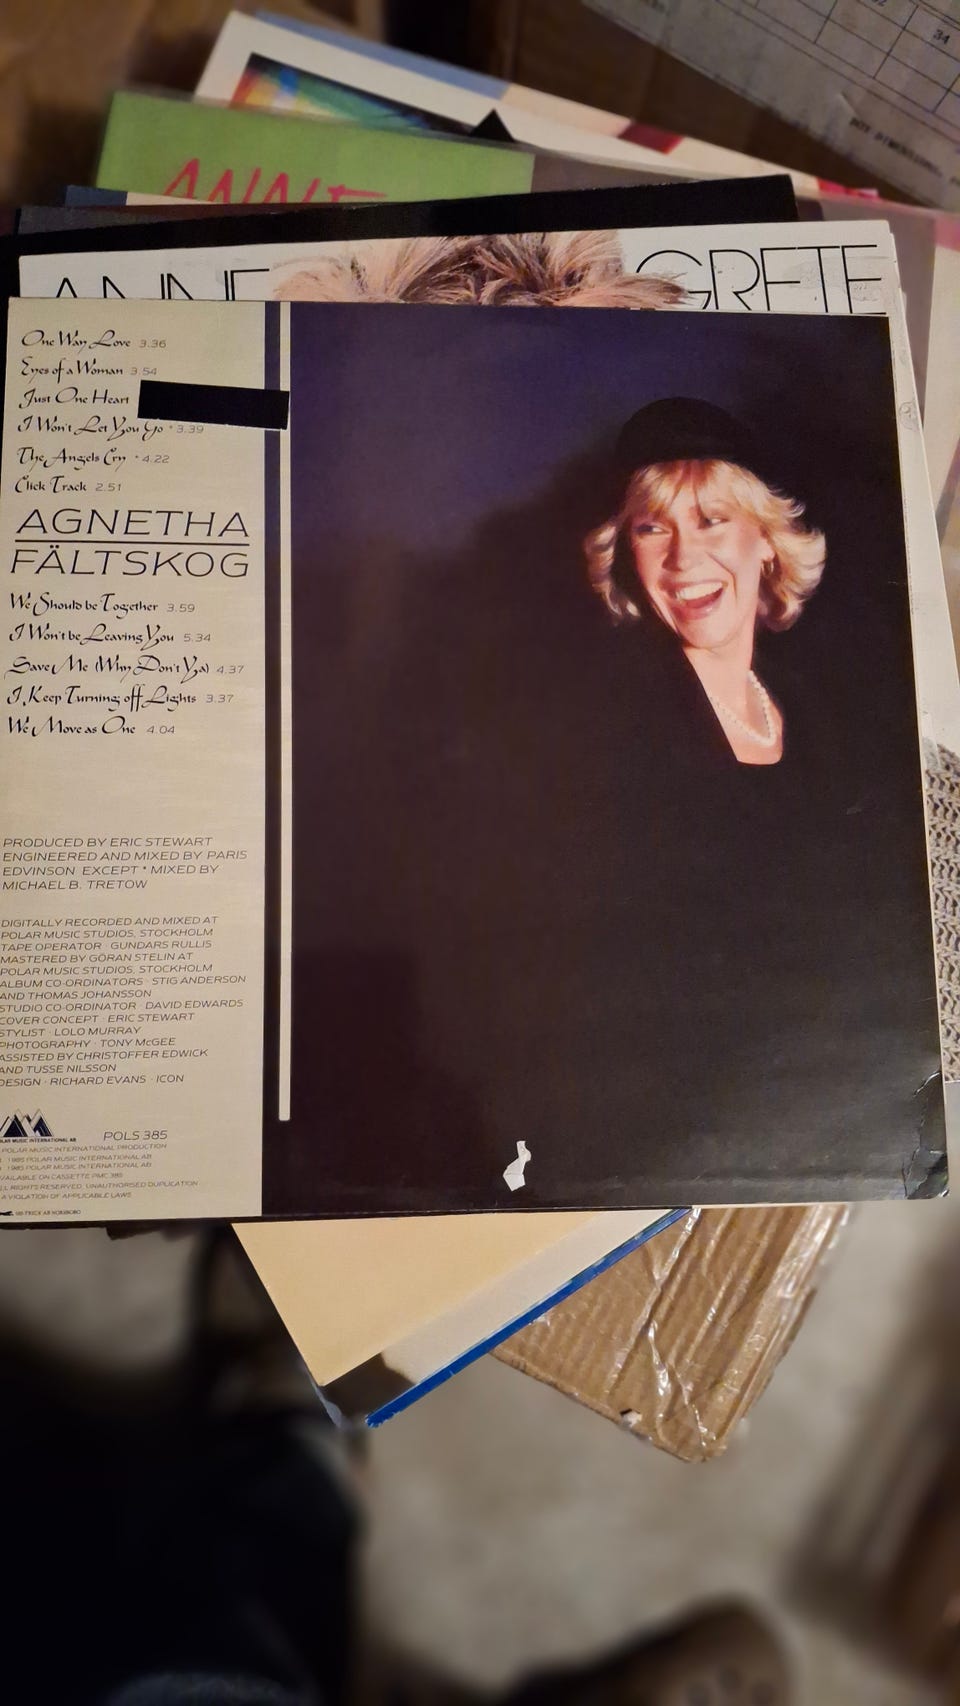 34
ANNE
ANNE GRETE
One Way Love 3.36
Eyes of a Woman 3.54
Just One Heart
I Won't Let You Go * 3.39
The Angels Cry * 4.22
Click Track 2.51
AGNETHA
FÄLTSKOG
We Should be Together 3.59
I Won't be Leaving You 5.34
Save Me (Why Don't Ya) 4.37
I Keep Turning off Lights 3.37
We Move as One 4.04
PRODUCED BY ERIC STEWART
ENGINEERED AND MIXED BY PARIS
EDVINSON EXCEPT * MIXED BY
MICHAEL B. TRETOW
DIGITALLY RECORDED AND MIXED AT
POLAR MUSIC STUDIOS, STOCKHOLM
TAPE OPERATOR · GUNDARS RULLIS
MASTERED BY GÖRAN STELIN AT
POLAR MUSIC STUDIOS, STOCKHOLM
ALBUM CO-ORDINATORS · STIG ANDERSON
AND THOMAS JOHANSSON
STUDIO CO-ORDINATOR · DAVID EDWARDS
COVER CONCEPT · ERIC STEWART
STYLIST · LOLO MURRAY
PHOTOGRAPHY · TONY McGEE
ASSISTED BY CHRISTOFFER EDWICK
AND TUSSE NILSSON
DESIGN · RICHARD EVANS · ICON
POLAR MUSIC INTERNATIONAL AB
POLS 385
POLAR MUSIC INTERNATIONAL PRODUCTION
1985 POLAR MUSIC INTERNATIONAL AB
1985 POLAR MUSIC INTERNATIONAL AB
AVAILABLE ON CASSETTE PMC 385
ALL RIGHTS RESERVED. UNAUTHORISED DUPLICATION
A VIOLATION OF APPLICABLE LAWS